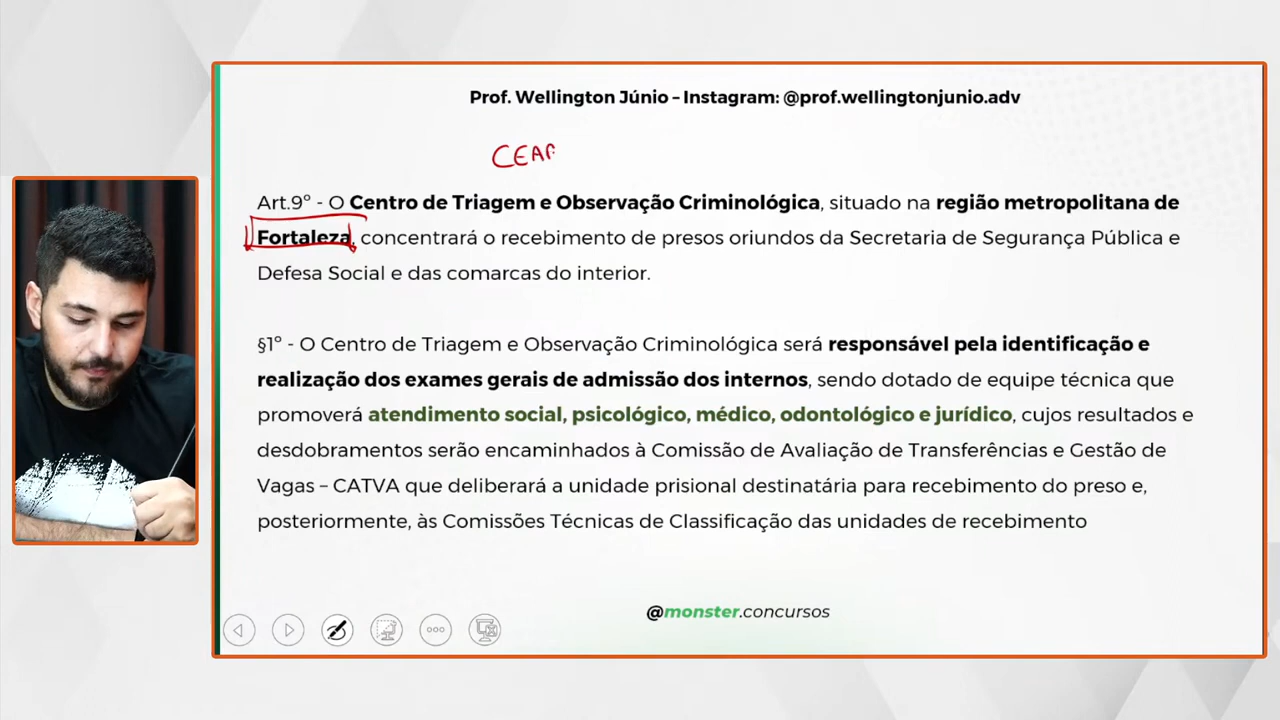 Prof. Wellington Júnio – Instagram: @prof.wellingtonjunio.adv
CEAR
Art.9º - O Centro de Triagem e Observação Criminológica, situado na região metropolitana de
Fortaleza, concentrará o recebimento de presos oriundos da Secretaria de Segurança Pública e
Defesa Social e das comarcas do interior.
§1º - O Centro de Triagem e Observação Criminológica será responsável pela identificação e
realização dos exames gerais de admissão dos internos, sendo dotado de equipe técnica que
promoverá atendimento social, psicológico, médico, odontológico e jurídico, cujos resultados e
desdobramentos serão encaminhados à Comissão de Avaliação de Transferências e Gestão de
Vagas – CATVA que deliberará a unidade prisional destinatária para recebimento do preso e,
posteriormente, às Comissões Técnicas de Classificação das unidades de recebimento
@monster.concursos